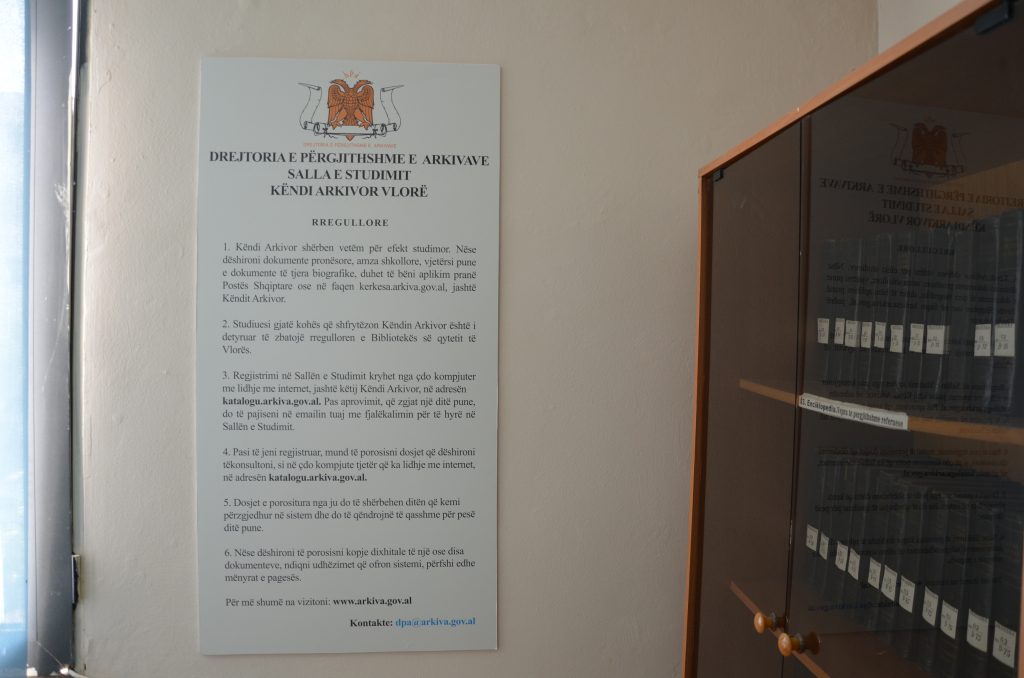 DREJTORIA E PËRGJITHSHME E ARKIVAVE
DREJTORIA E PËRGJITHSHME E ARKIVAVE
SALLA E STUDIMIT
KËNDI ARKIVOR VLORË
RREGULLORE
1. Këndi Arkivor shërben vetëm për efekt studimor. Nëse
dëshironi dokumente pronësore, amza shkollore, vjetërsi pune
e dokumente të tjera biografike, duhet të bëni aplikim pranë
Postës Shqiptare ose në faqen kerkesa.arkiva.gov.al, jashtë
Këndit Arkivor.
2. Studiuesi gjatë kohës që shfrytëzon Këndin Arkivor është i
detyruar të zbatojë rregulloren e Bibliotekës së qytetit të
Vlorës.
3. Regjistrimi në Sallën e Studimit kryhet nga çdo kompjuter
me lidhje me internet, jashtë këtij Këndi Arkivor, në adresën
katalogu.arkiva.gov.al. Pas aprovimit, që zgjat një ditë pune,
do të pajiseni në emailin tuaj me fjalëkalimin për të hyrë në
Sallën e Studimit.
4. Pasi të jeni regjistruar, mund të porosisni dosjet që dëshironi
tëkonsultoni, si në çdo kompjute tjetër që ka lidhje me internet,
në adresën katalogu.arkiva.gov.al.
5. Dosjet e porositura nga ju do të shërbehen ditën që keni
përzgjedhur në sistem dhe do të qëndrojnë të qasshme për pesë
ditë pune.
6. Nëse dëshironi të porosisni kopje dixhitale të një ose disa
dokumenteve, ndiqni udhëzimet që ofron sistemi, përfshi edhe
mënyrat e pagesës.
Për më shumë na vizitoni: www.arkiva.gov.al
Kontakte: dpa@arkiva.gov.al
Enciklopedia.Vepra te pergjithshme referuese